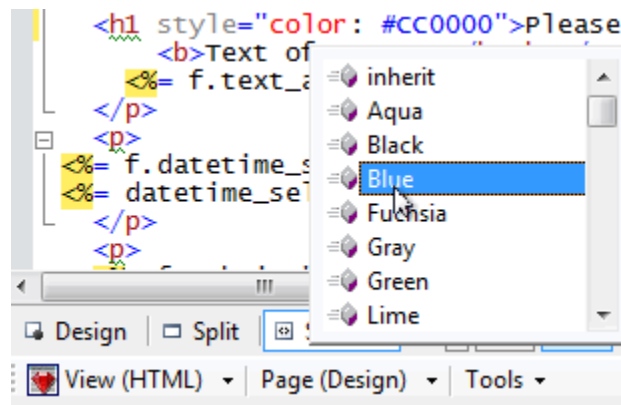 <h1 style="color: #CC0000">Please
<b>Text of
<%= f.text_a
</p>
<p>
<%= f.datetime_s
<%= datetime_sel
</p>
<p>
inherit
Aqua
Black
Blue
Fuchsia
Gray
Green
Lime
Design Split S
View (HTML) Page (Design) Tools